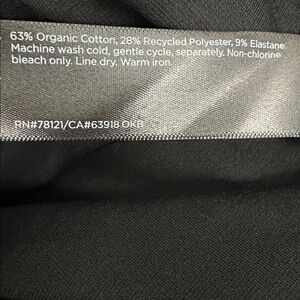 63% Organic Cotton, 28% Recycled Polyester, 9% Elastane
Machine wash cold, gentle cycle, separately. Non-chlorine
bleach only. Line dry. Warm iron.
RN#78121/CA#63918 OKB